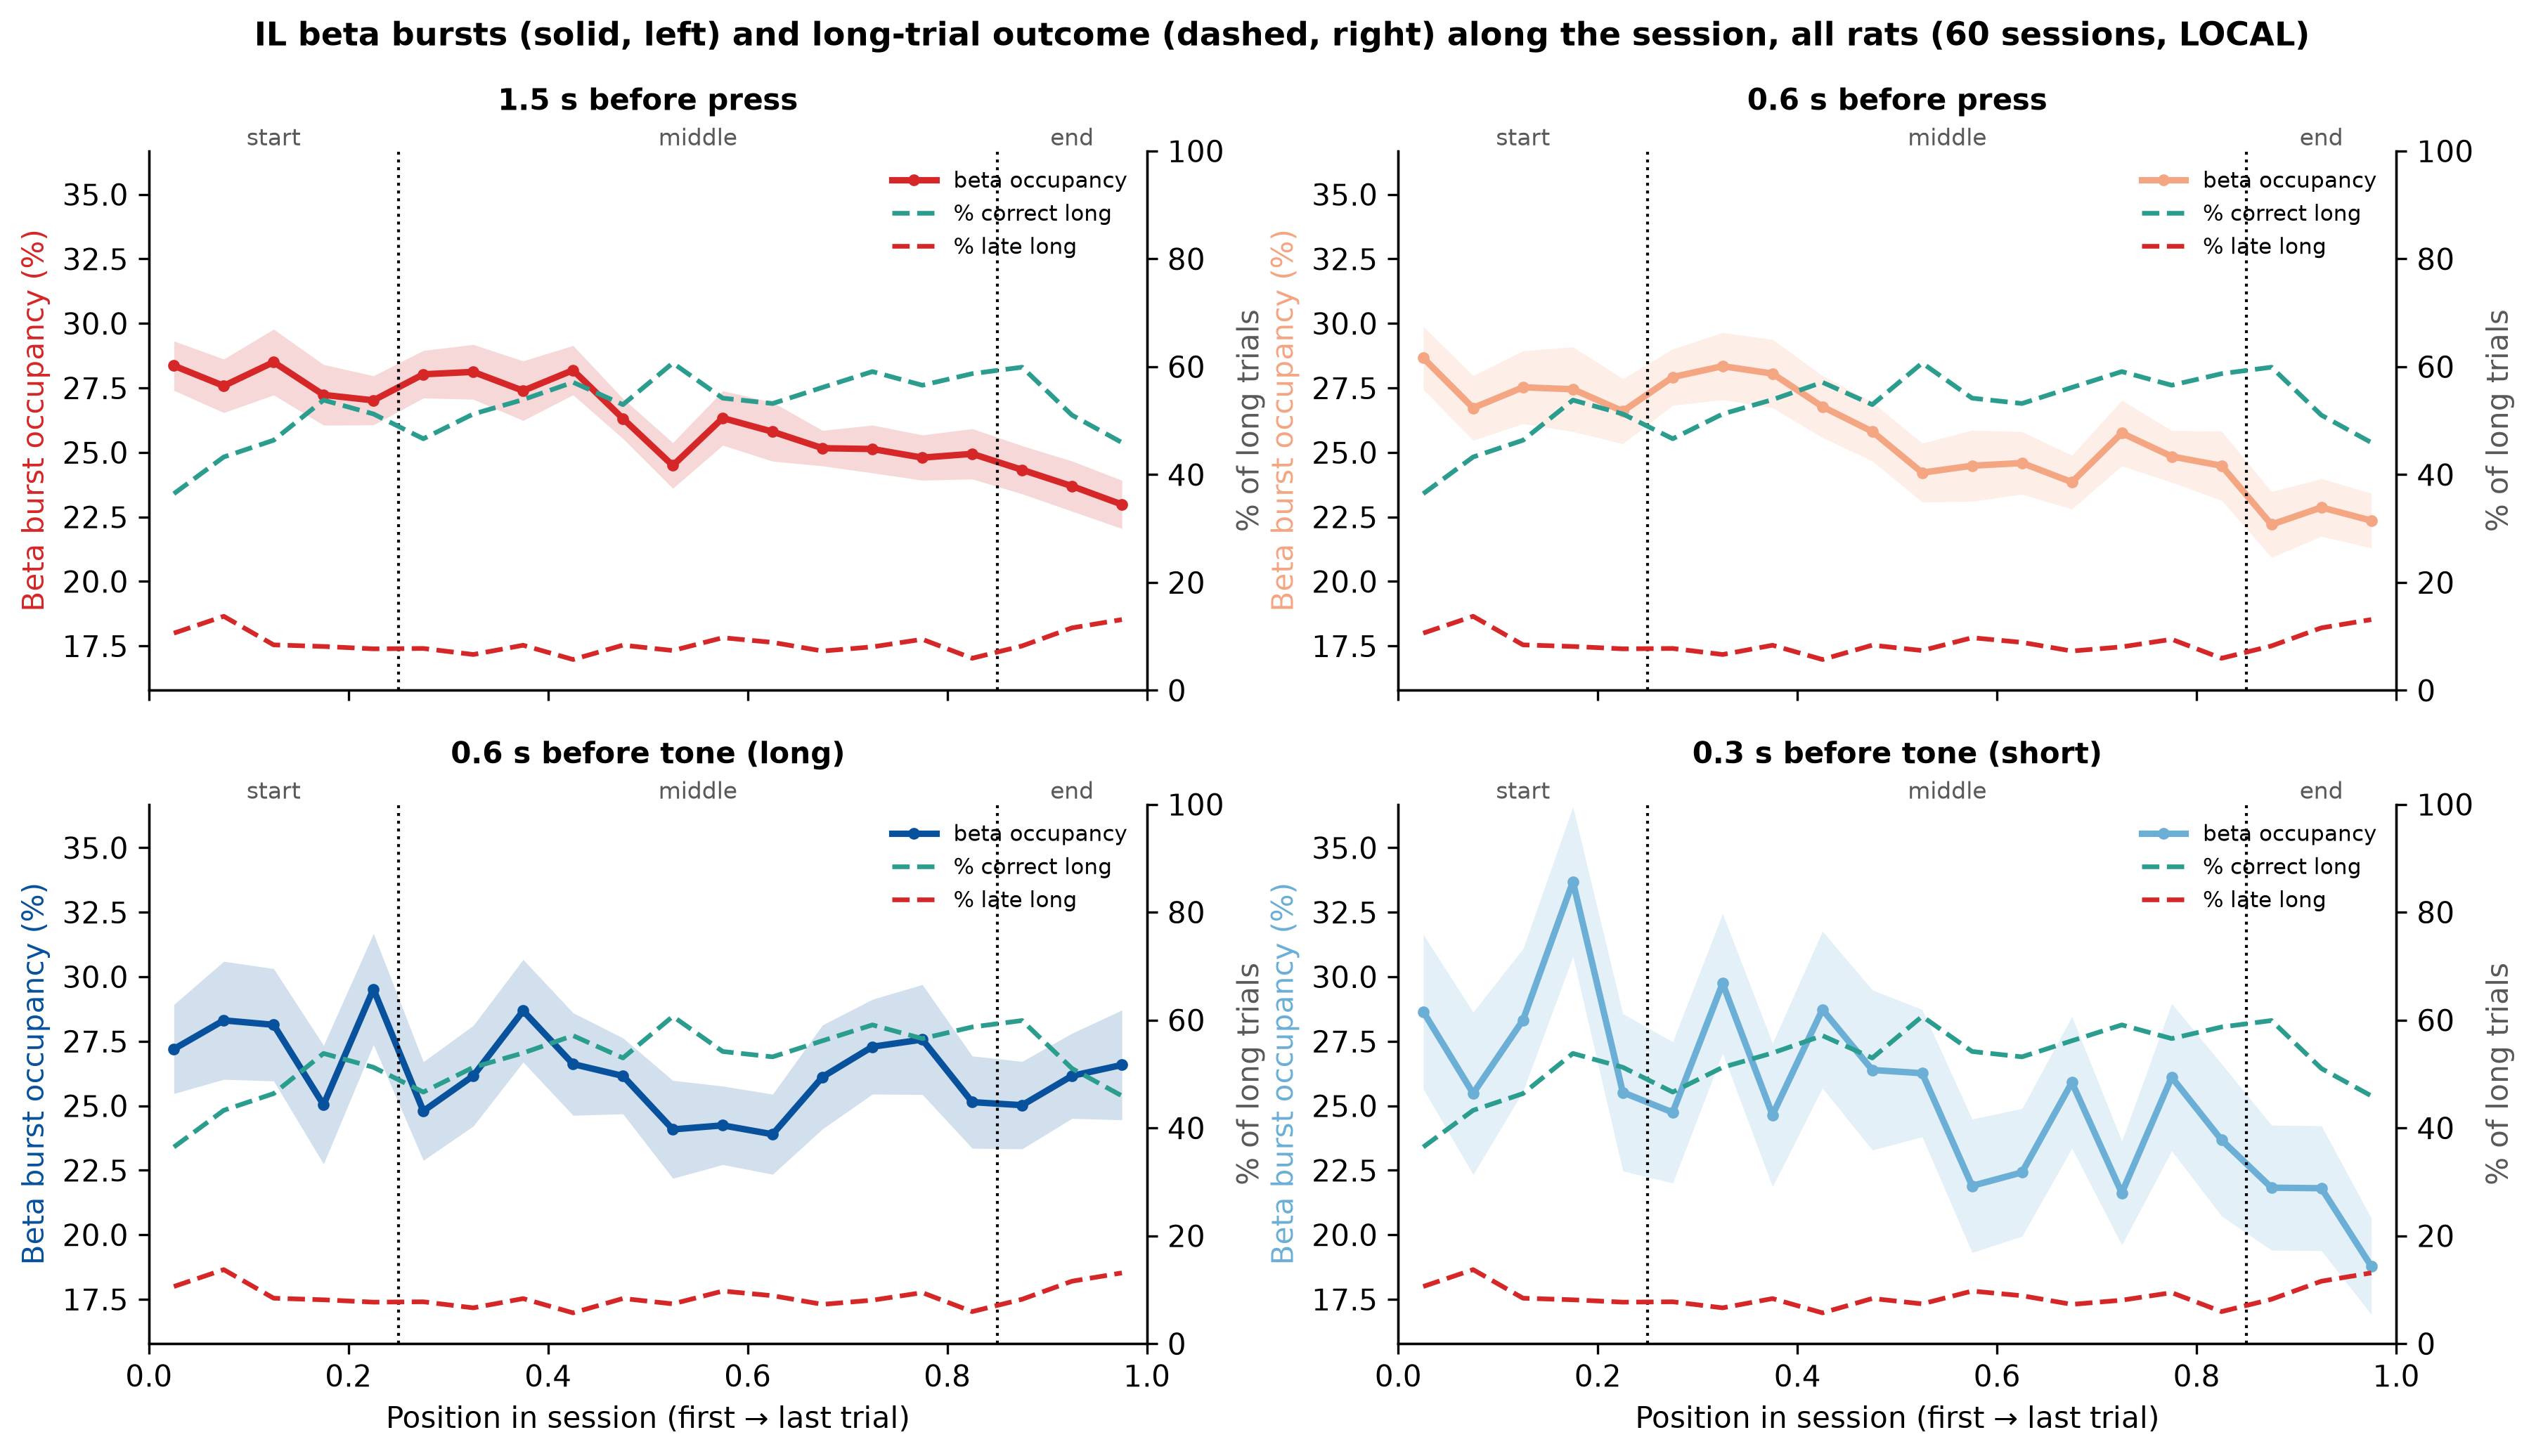 IL beta bursts (solid, left) and long-trial outcome (dashed, right) along the session, all rats (60 sessions, LOCAL)
1.5 s before press
start
middle
end
beta occupancy
% correct long
% late long
35.0
32.5
30.0
27.5
25.0
22.5
20.0
17.5
Beta burst occupancy (%)
100
80
60
40
20
0
% of long trials
0.6 s before press
start
middle
end
beta occupancy
% correct long
% late long
35.0
32.5
30.0
27.5
25.0
22.5
20.0
17.5
Beta burst occupancy (%)
100
80
60
40
20
0
% of long trials
0.6 s before tone (long)
start
middle
end
beta occupancy
% correct long
% late long
35.0
32.5
30.0
27.5
25.0
22.5
20.0
17.5
Beta burst occupancy (%)
100
80
60
40
20
0
% of long trials
0.0 0.2 0.4 0.6 0.8 1.0
Position in session (first → last trial)
0.3 s before tone (short)
start
middle
end
beta occupancy
% correct long
% late long
35.0
32.5
30.0
27.5
25.0
22.5
20.0
17.5
Beta burst occupancy (%)
100
80
60
40
20
0
% of long trials
0.0 0.2 0.4 0.6 0.8 1.0
Position in session (first → last trial)